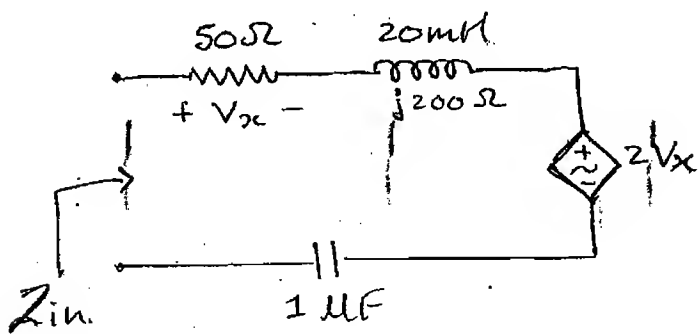 50Ω 20mH
+ Vx - j200 Ω
+
- 2Vx
Zin. 1 µF